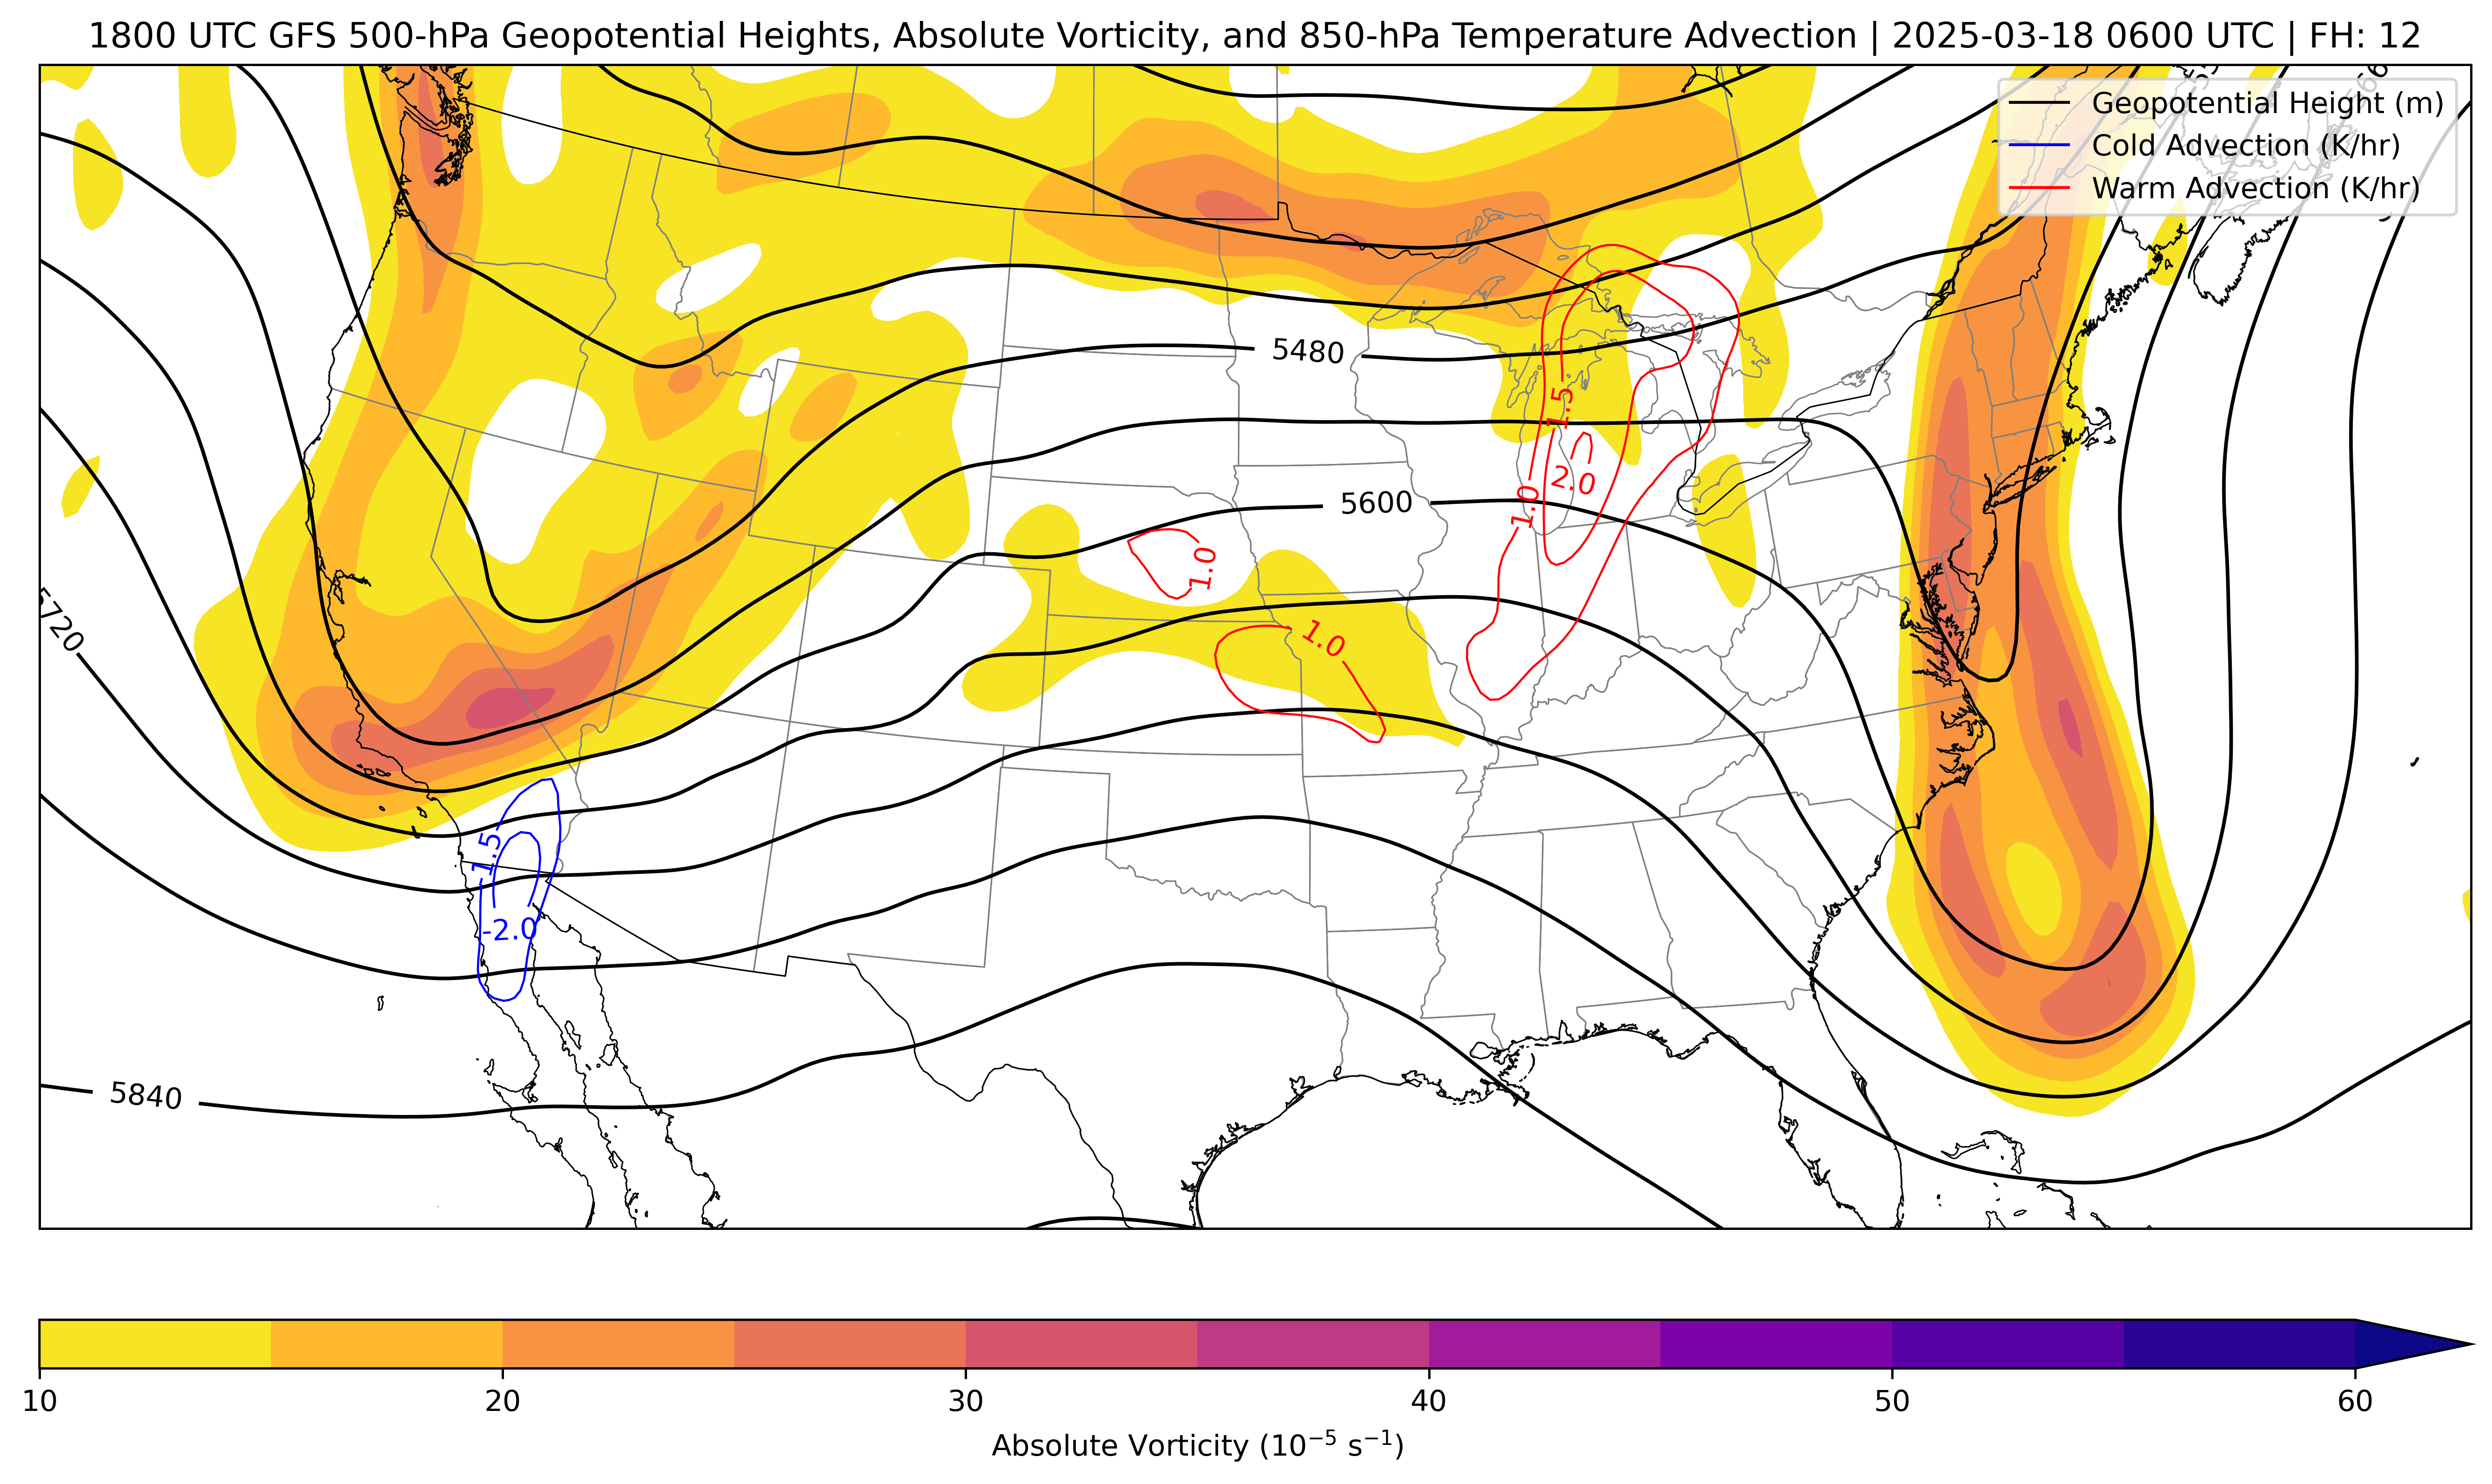 1800 UTC GFS 500-hPa Geopotential Heights, Absolute Vorticity, and 850-hPa Temperature Advection | 2025-03-18 0600 UTC | FH: 12
Geopotential Height (m)
Cold Advection (K/hr)
Warm Advection (K/hr)
5480
1.5
2.0
5600
1.0
1.0
5720
1.0
-1.5
-2.0
5840
10 20 30 40 50 60
Absolute Vorticity (10⁻⁵ s⁻¹)